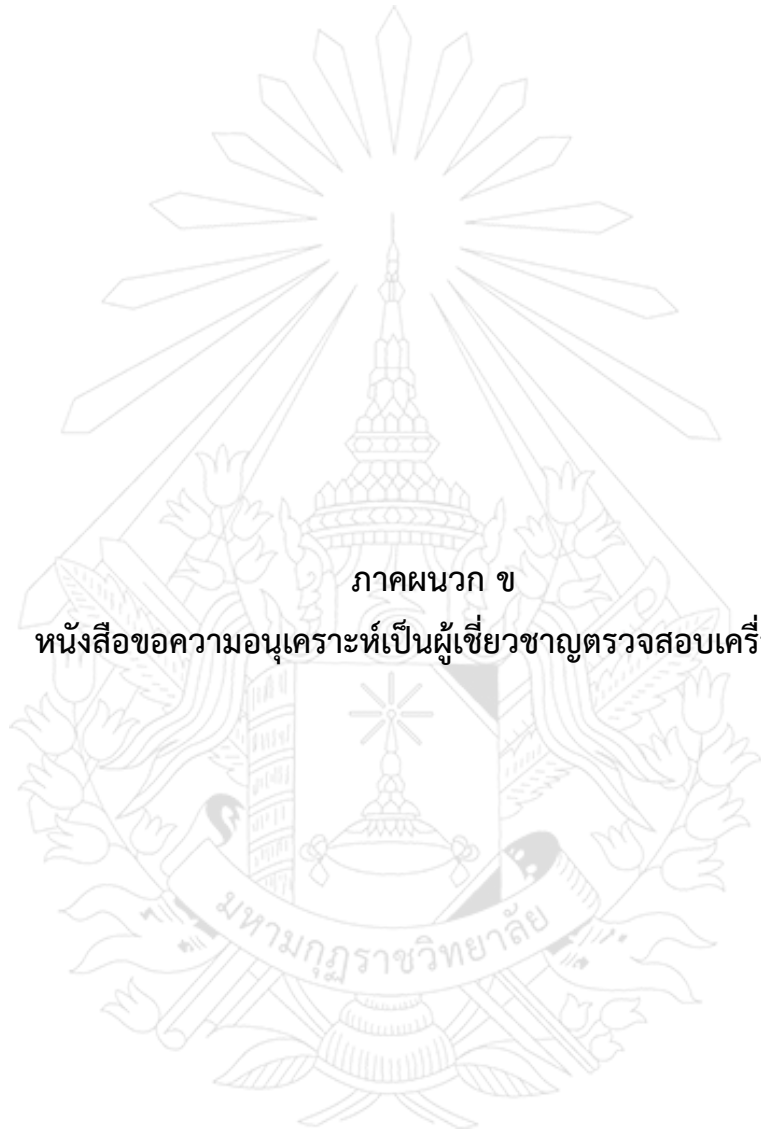 ภาคผนวก ข
หนังสือขอความอนุเคราะห์เป็นผู้เชี่ยวชาญตรวจสอบ
มหามกุฏราชวิทยาลัย